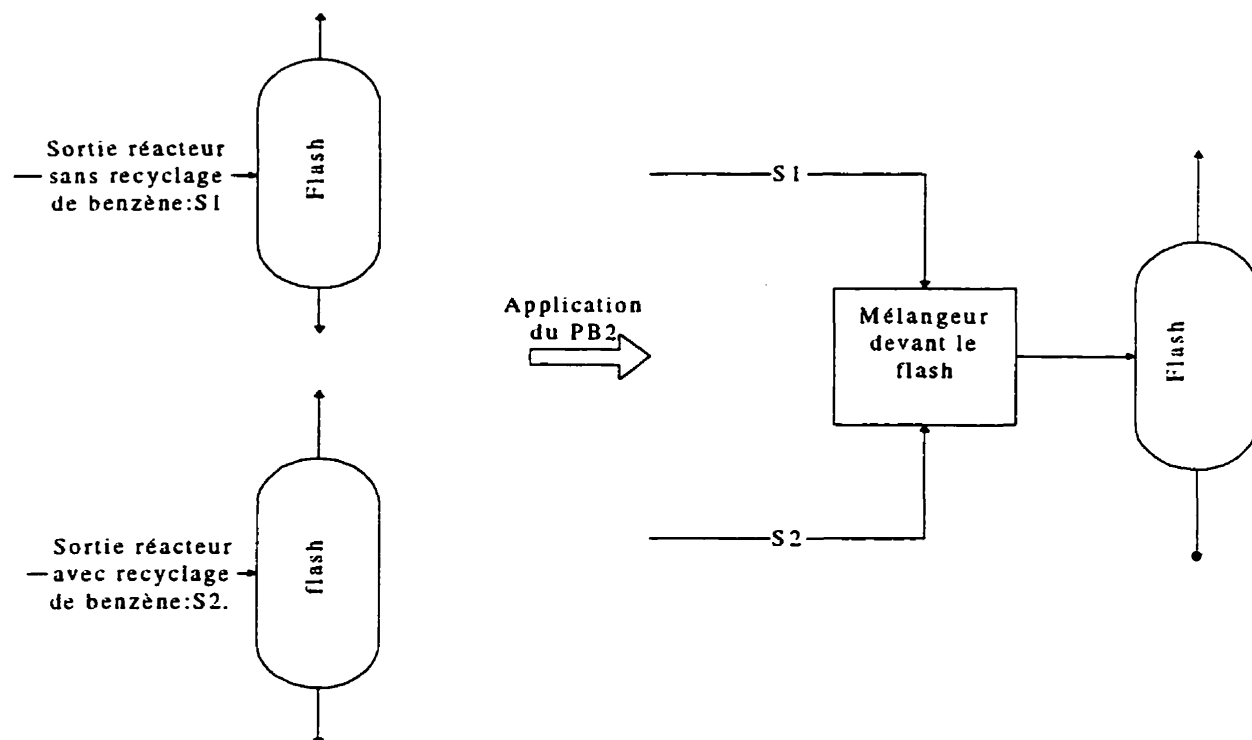 Sortie réacteur
sans recyclage
de benzène:S1
Flash
Sortie réacteur
avec recyclage
de benzène:S2.
flash
Application
du PB2
S1
Mélangeur
devant le
flash
S2
Flash